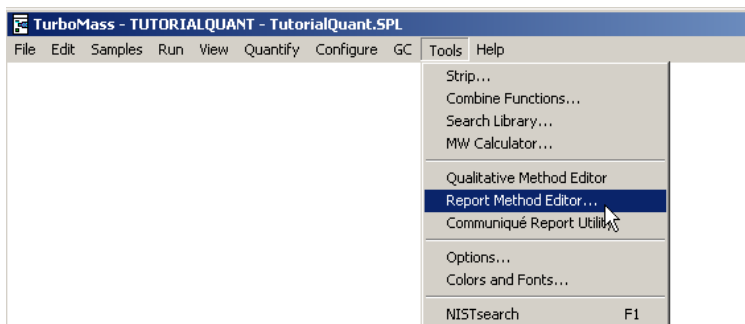 TurboMass - TUTORIALQUANT - TutorialQuant.SPL
File Edit Samples Run View Quantify Configure GC Tools Help
Strip...
Combine Functions...
Search Library...
MW Calculator...
Qualitative Method Editor
Report Method Editor...
Communiqué Report Utility
Options...
Colors and Fonts...
NISTsearch F1